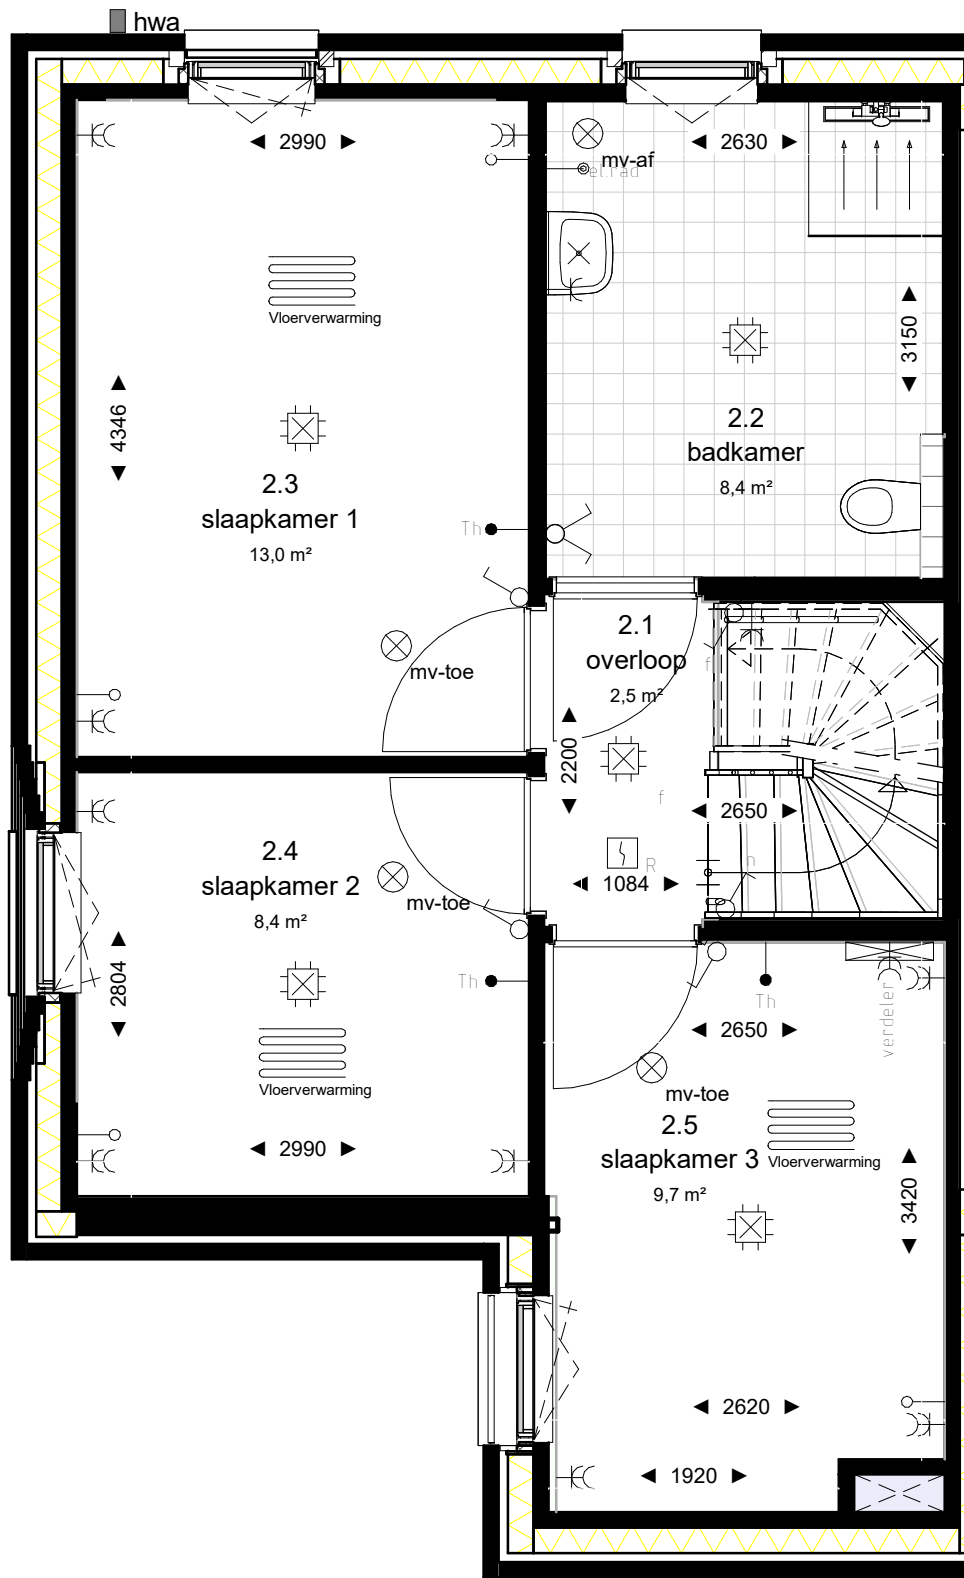 hwa
2990
2630
mv-af
el.rad
Vloerverwarming
3150
4346
2.2
badkamer
8,4 m²
2.3
slaapkamer 1
13,0 m²
Th
2.1
overloop
2,5 m²
mv-toe
f
2200
f
2650
R
h
1084
2.4
slaapkamer 2
8,4 m²
mv-toe
2804
Th
Th
verdeler
2650
Vloerverwarming
mv-toe
2.5
slaapkamer 3
9,7 m²
Vloerverwarming
2990
3420
2620
1920